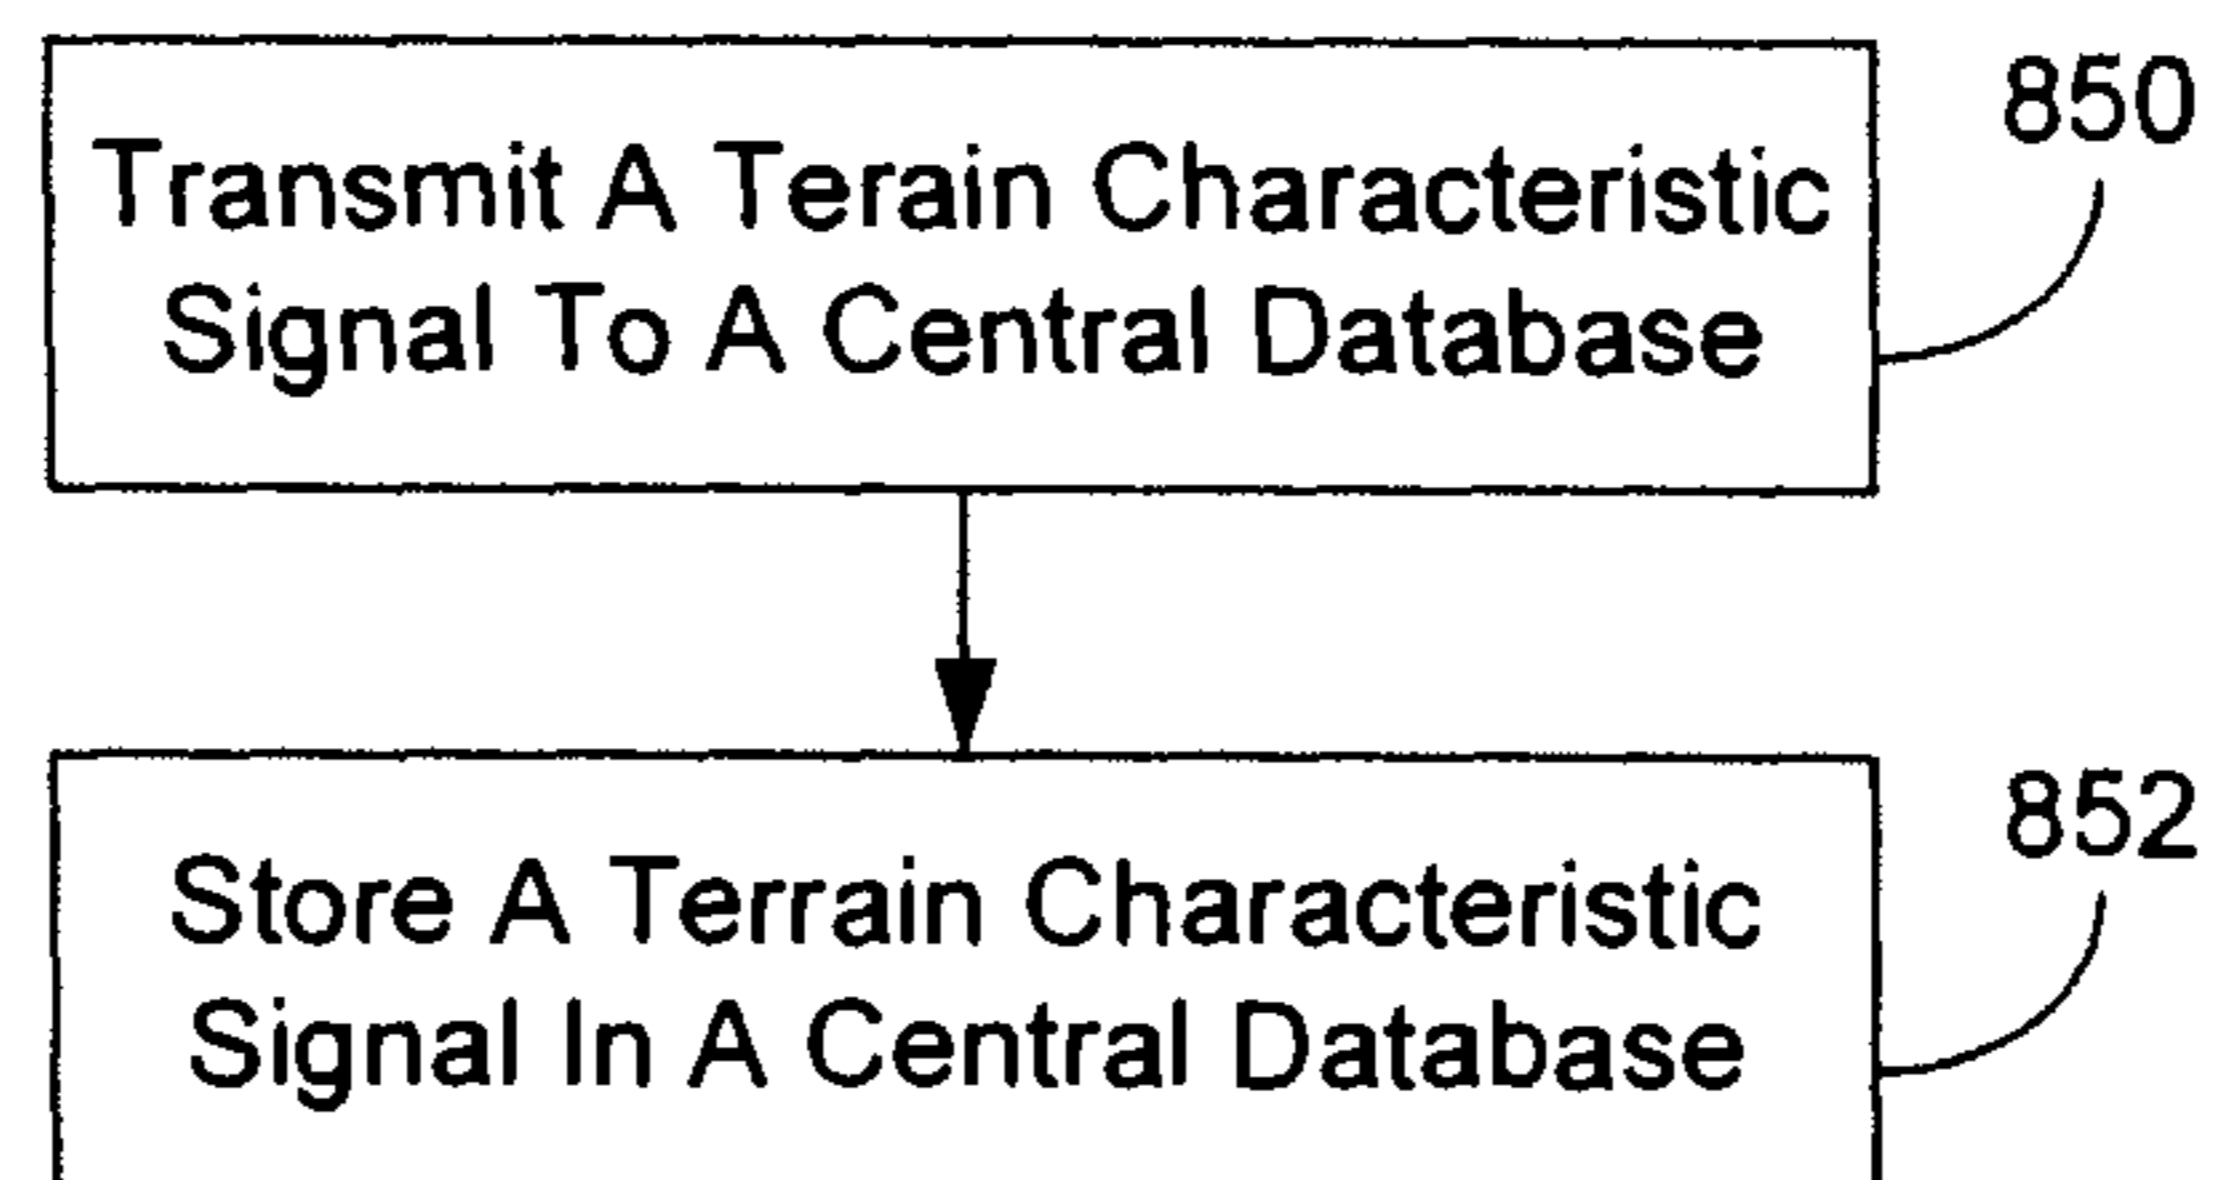 850
Transmit A Terain Characteristic
Signal To A Central Database
852
Store A Terrain Characteristic
Signal In A Central Database